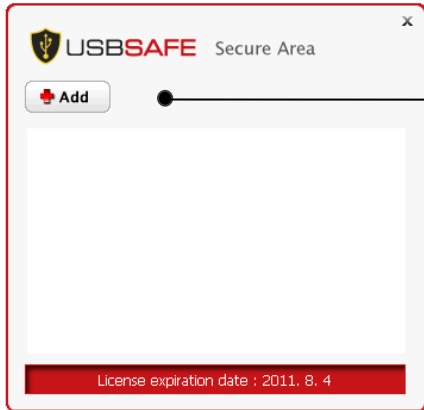 x
USBSAFE Secure Area
Add
License expiration date : 2011. 8. 4